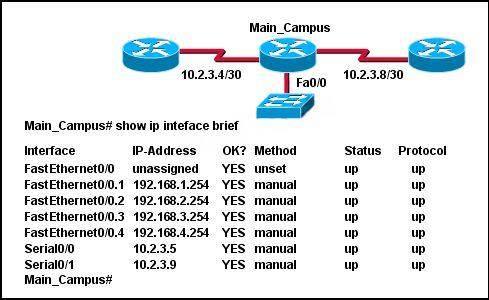 Main_Campus
10.2.3.4/30
10.2.3.8/30
Fa0/0
Main_Campus# show ip inteface brief
Interface IP-Address OK? Method Status Protocol
FastEthernet0/0 unassigned YES unset up up
FastEthernet0/0.1 192.168.1.254 YES manual up up
FastEthernet0/0.2 192.168.2.254 YES manual up up
FastEthernet0/0.3 192.168.3.254 YES manual up up
FastEthernet0/0.4 192.168.4.254 YES manual up up
Serial0/0 10.2.3.5 YES manual up up
Serial0/1 10.2.3.9 YES manual up up
Main_Campus#